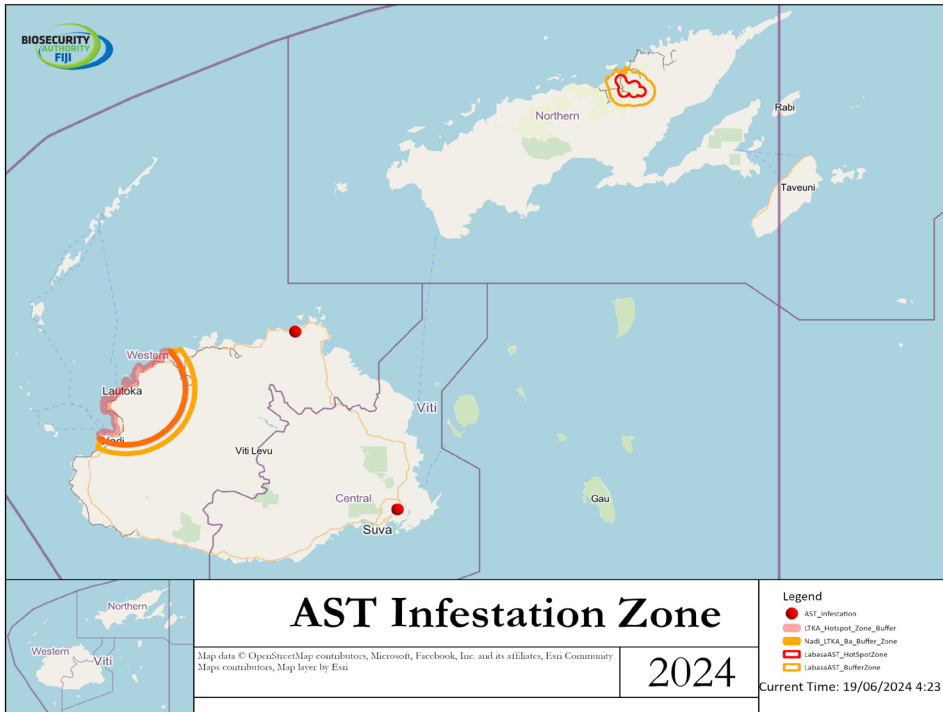 BIOSECURITY
AUTHORITY
FIJI
Northern
Rabi
Taveuni
Western
Lautoka
Nadi
Viti
Viti Levu
Central
Suva
Gau
Northern
Western
Viti
AST Infestation Zone
Map data © OpenStreetMap contributors, Microsoft, Facebook, Inc. and its affiliates, Esri Community
Maps contributors, Map layer by Esri
2024
Legend
AST_Infestation
LTKA_Hotspot_Zone_Buffer
Nadi_LTKA_Ba_Buffer_Zone
LabasaAST_HotSpotZone
LabasaAST_BufferZone
Current Time: 19/06/2024 4:23